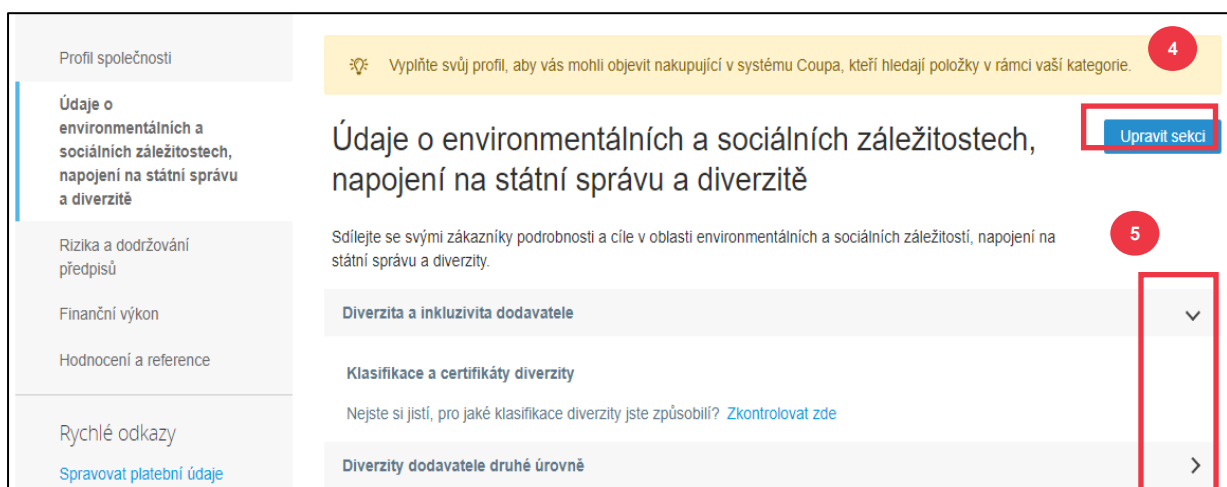 Profil společnosti
Údaje o
environmentálních a
sociálních záležitostech,
napojení na státní správu
a diverzitě
Rizika a dodržování
předpisů
Finanční výkon
Hodnocení a reference
Rychlé odkazy
Spravovat platební údaje
4
Vyplňte svůj profil, aby vás mohli objevit nakupující v systému Coupa, kteří hledají položky v rámci vaší kategorie.
Údaje o environmentálních a sociálních záležitostech,
napojení na státní správu a diverzitě
Upravit sekci
Sdílejte se svými zákazníky podrobnosti a cíle v oblasti environmentálních a sociálních záležitostí, napojení na
státní správu a diverzity.
5
Diverzita a inkluzivita dodavatele
Klasifikace a certifikáty diverzity
Nejste si jistí, pro jaké klasifikace diverzity jste způsobilí? Zkontrolovat zde
Diverzity dodavatele druhé úrovně